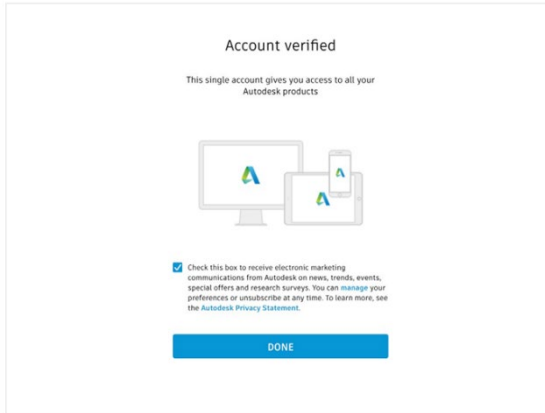 Account verified
This single account gives you access to all your
Autodesk products
Check this box to receive electronic marketing
communications from Autodesk on news, trends, events,
special offers and research surveys. You can manage your
preferences or unsubscribe at any time. To learn more, see
the Autodesk Privacy Statement.
DONE